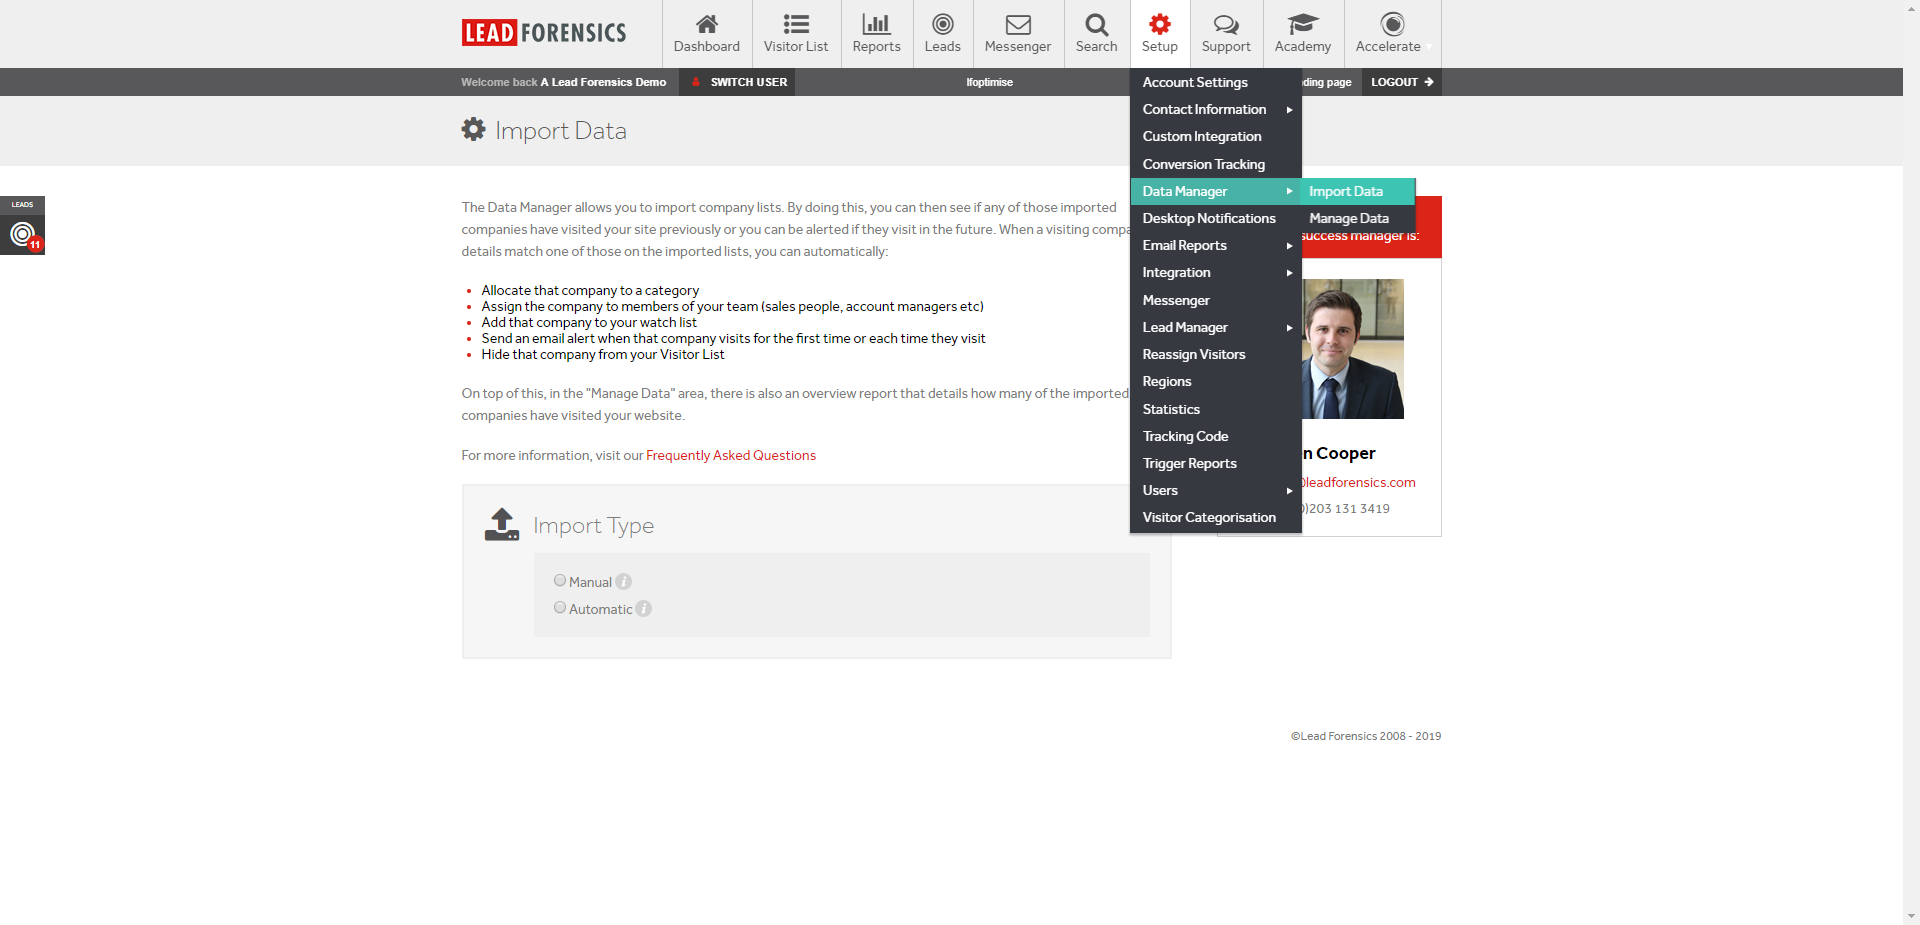 LEAD FORENSICS
Dashboard
Visitor List
Reports
Leads
Messenger
Search
Setup
Support
Academy
Accelerate
Welcome back A Lead Forensics Demo
SWITCH USER
lfoptimise
ding page
LOGOUT
Import Data
Account Settings
Contact Information
Custom Integration
Conversion Tracking
Data Manager
Desktop Notifications
Email Reports
Integration
Messenger
Lead Manager
Reassign Visitors
Regions
Statistics
Tracking Code
Trigger Reports
Users
Visitor Categorisation
Import Data
Manage Data
LEADS
11
The Data Manager allows you to import company lists. By doing this, you can then see if any of those imported
companies have visited your site previously or you can be alerted if they visit in the future. When a visiting compa
details match one of those on the imported lists, you can automatically:
Allocate that company to a category
Assign the company to members of your team (sales people, account managers etc)
Add that company to your watch list
Send an email alert when that company visits for the first time or each time they visit
Hide that company from your Visitor List
On top of this, in the "Manage Data" area, there is also an overview report that details how many of the imported
companies have visited your website.
For more information, visit our Frequently Asked Questions
Import Type
Manual
Automatic
success manager is:
n Cooper
@leadforensics.com
0)203 131 3419
©Lead Forensics 2008 - 2019